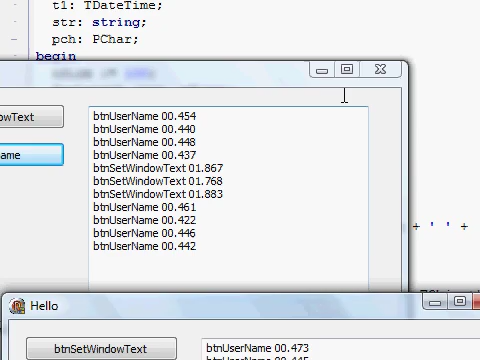 t1: TDateTime;
str: string;
pch: PChar;
begin
owText
ame
btnUserName 00.454
btnUserName 00.440
btnUserName 00.448
btnUserName 00.437
btnSetWindowText 01.867
btnSetWindowText 01.768
btnSetWindowText 01.883
btnUserName 00.461
btnUserName 00.422
btnUserName 00.446
btnUserName 00.442
+ ' ' +
Hello
btnSetWindowText
btnUserName 00.473